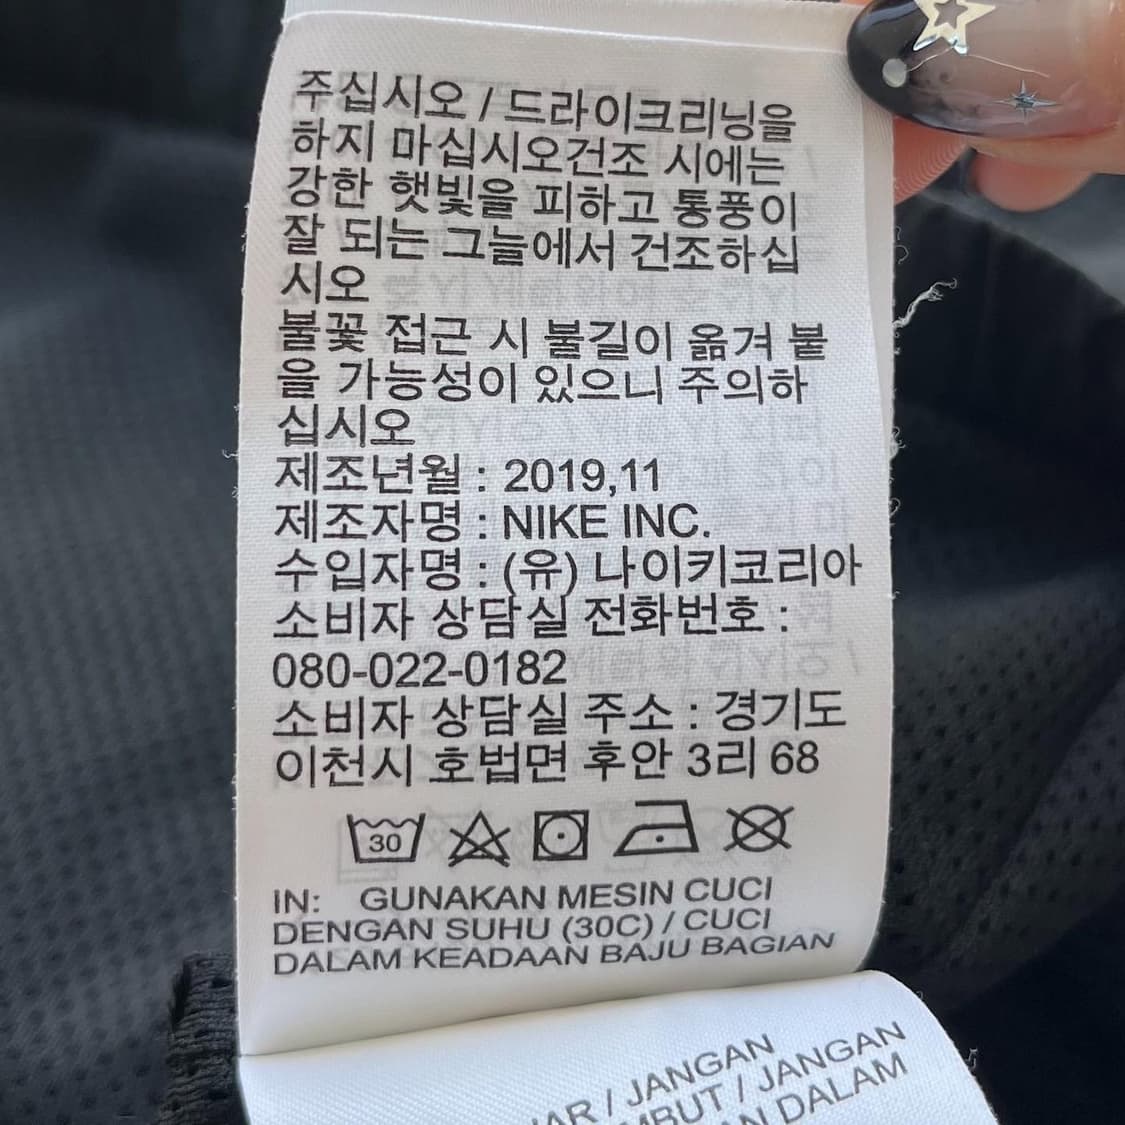 주십시오 / 드라이크리닝을
하지 마십시오건조 시에는
강한 햇빛을 피하고 통풍이
잘 되는 그늘에서 건조하십
시오
불꽃 접근 시 불길이 옮겨 붙
을 가능성이 있으니 주의하
십시오
제조년월 : 2019,11
제조자명 : NIKE INC.
수입자명 : (유) 나이키코리아
소비자 상담실 전화번호 :
080-022-0182
소비자 상담실 주소 : 경기도
이천시 호법면 후안 3리 68
30
IN: GUNAKAN MESIN CUCI
DENGAN SUHU (30C) / CUCI
DALAM KEADAAN BAJU BAGIAN
/ JANGAN
/ JANGAN
DALAM